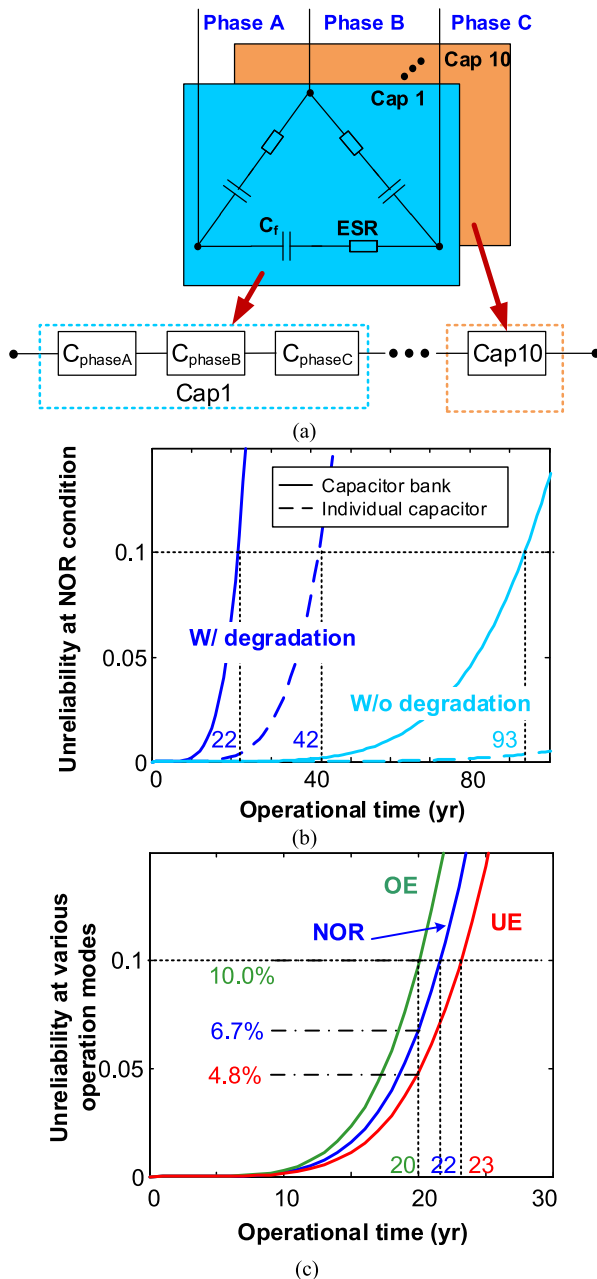 Phase A Phase B Phase C
Cap 10
Cap 1
Cf ESR
CphaseA CphaseB CphaseC Cap10
Cap1
(a)
Unreliability at NOR condition
Capacitor bank
Individual capacitor
0.1
W/ degradation
0.05
W/o degradation
22 42 93
0
0 20 40 60 80
Operational time (yr)
(b)
Unreliability at various
operation modes
OE
NOR UE
0.1
10.0%
6.7%
0.05
4.8%
20 22 23
0
0 10 20 30
Operational time (yr)
(c)